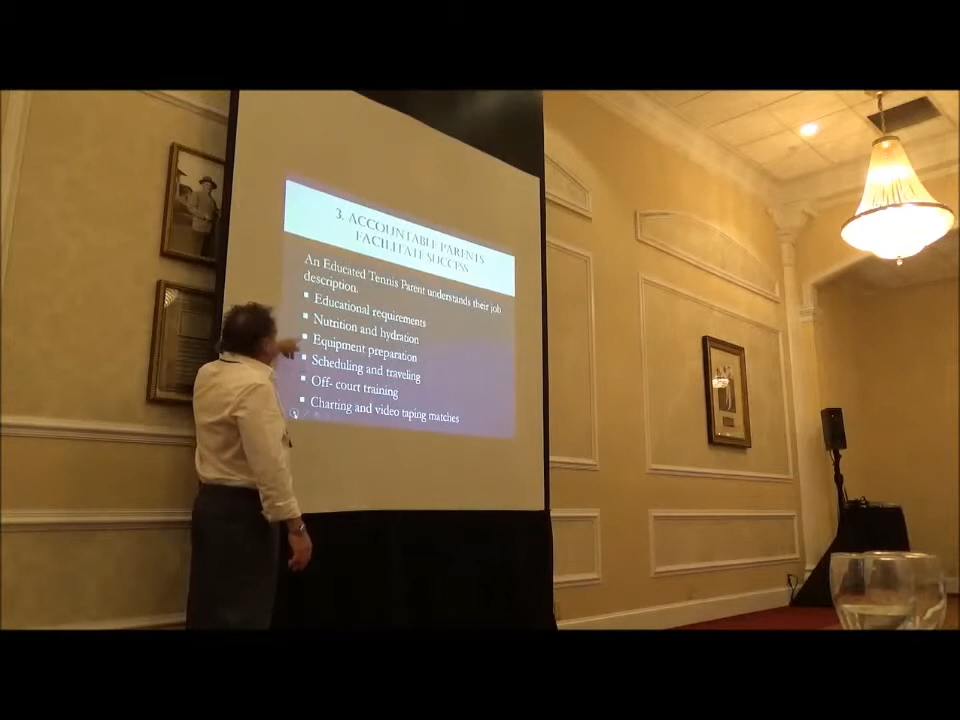 3. ACCOUNTABLE PARENTS
FACILITATE SUCCESS
An Educated Tennis Parent understands their job
description.
▪ Educational requirements
▪ Nutrition and hydration
▪ Equipment preparation
▪ Scheduling and traveling
▪ Off- court training
▪ Charting and video taping matches